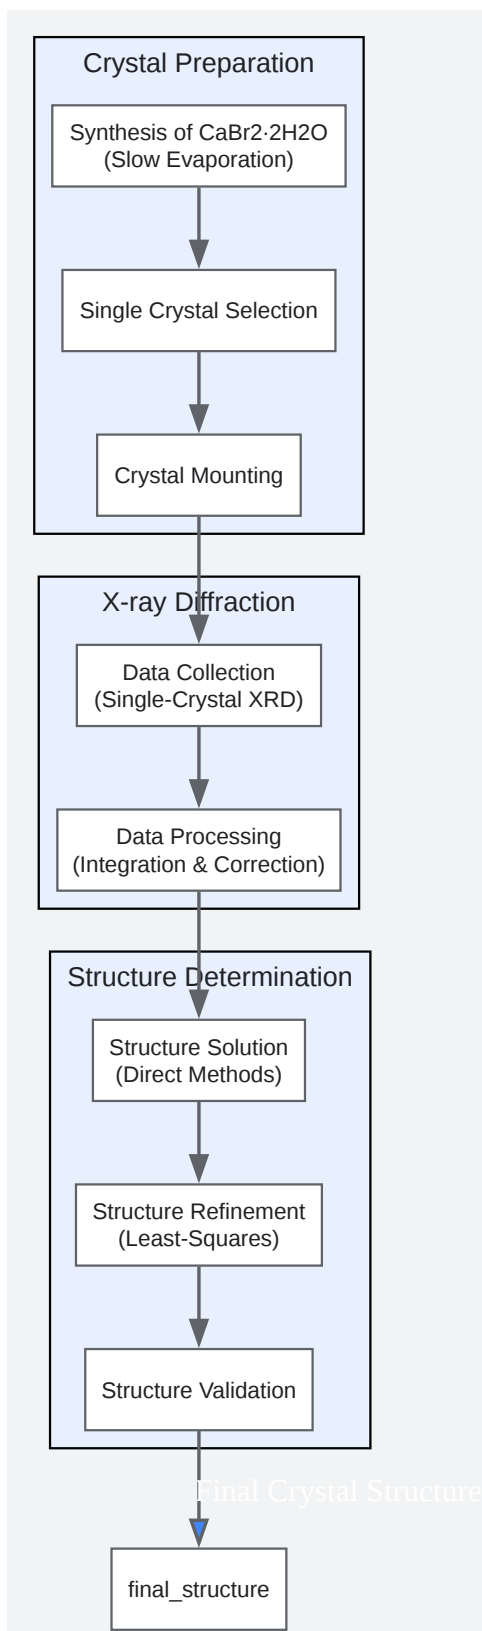 Crystal Preparation
Synthesis of CaBr2·2H2O
(Slow Evaporation)
Single Crystal Selection
Crystal Mounting
X-ray Diffraction
Data Collection
(Single-Crystal XRD)
Data Processing
(Integration & Correction)
Structure Determination
Structure Solution
(Direct Methods)
Structure Refinement
(Least-Squares)
Structure Validation
Final Crystal Structure
final_structure